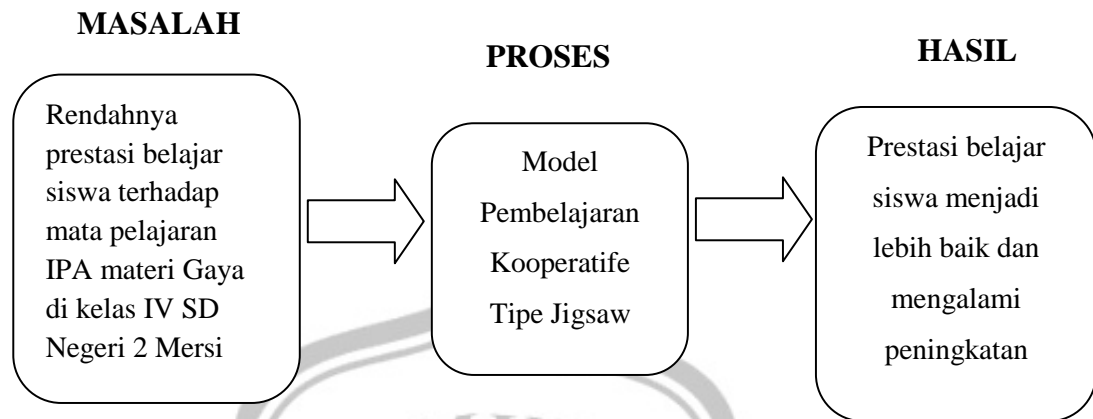 MASALAH
Rendahnya
prestasi belajar
siswa terhadap
mata pelajaran
IPA materi Gaya
di kelas IV SD
Negeri 2 Mersi
PROSES
Model
Pembelajaran
Kooperatife
Tipe Jigsaw
HASIL
Prestasi belajar
siswa menjadi
lebih baik dan
mengalami
peningkatan